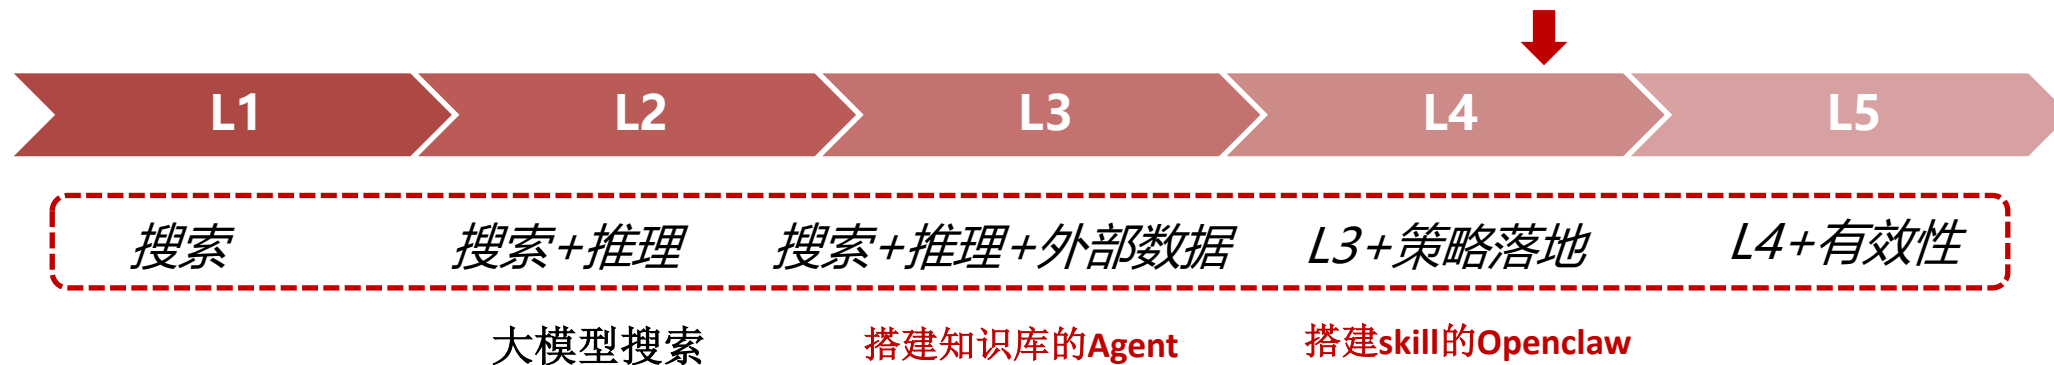 L1 L2 L3 L4 L5
搜索 搜索+推理 搜索+推理+外部数据 L3+策略落地 L4+有效性
大模型搜索 搭建知识库的Agent 搭建skill的Openclaw